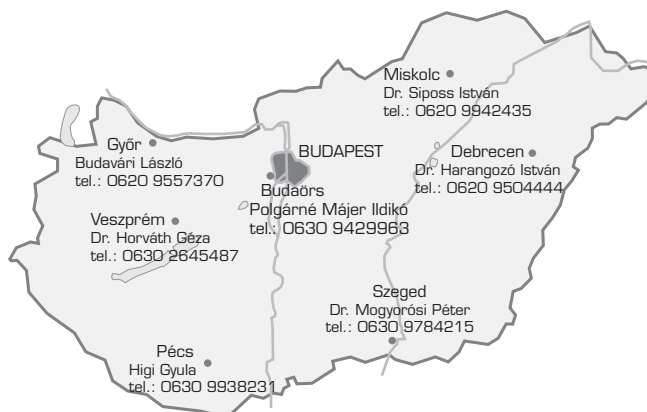 Miskolc
Dr. Siposs István
tel.: 0620 9942435
Győr
Budavári László
tel.: 0620 9557370
BUDAPEST
Debrecen
Dr. Harangozó István
tel.: 0620 9504444
Budaörs
Polgárné Májer Ildikó
tel.: 0630 9429963
Veszprém
Dr. Horváth Géza
tel.: 0630 2645487
Szeged
Dr. Mogyorósi Péter
tel.: 0630 9784215
Pécs
Higi Gyula
tel.: 0630 9938231